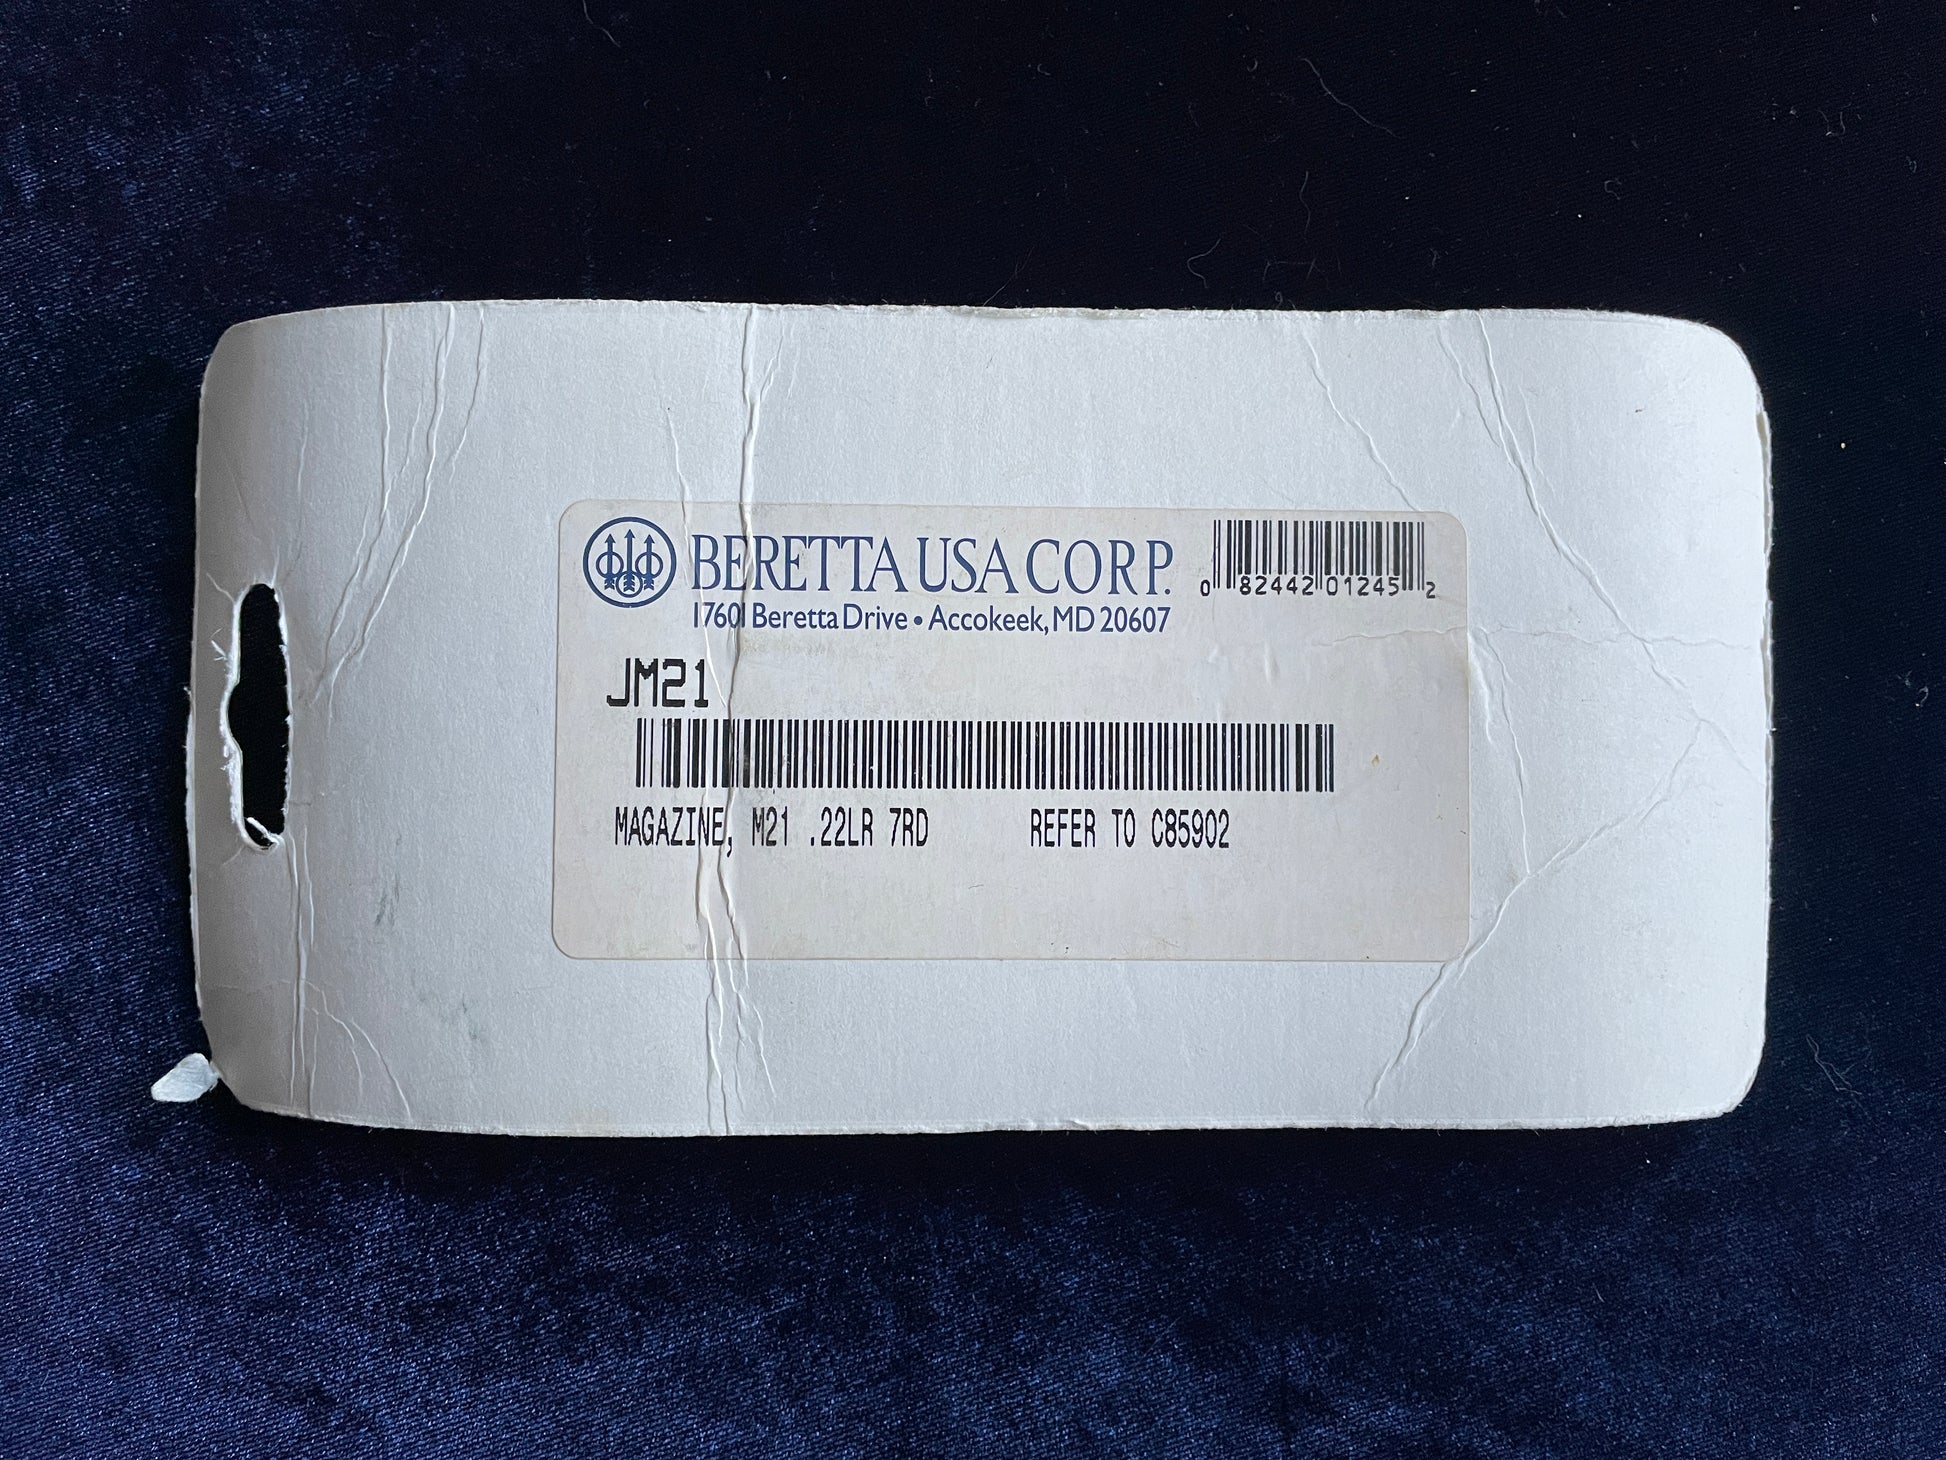 BERETTA USA CORP.
17601 Beretta Drive • Accokeek, MD 20607
0 82442 01245 2
JM21
MAGAZINE, M21 .22LR 7RD REFER TO C85902